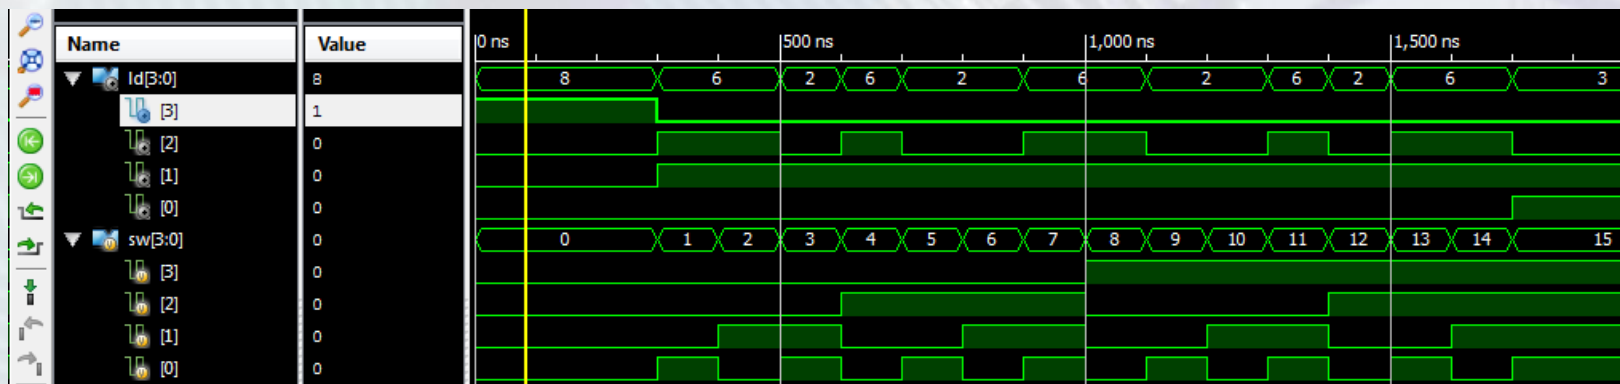 Name Value 0 ns 500 ns 1,000 ns 1,500 ns
ld[3:0] 8 8 6 2 6 2 6 2 6 2 6 3
[3] 1
[2] 0
[1] 0
[0] 0
sw[3:0] 0 0 1 2 3 4 5 6 7 8 9 10 11 12 13 14 15
[3] 0
[2] 0
[1] 0
[0] 0